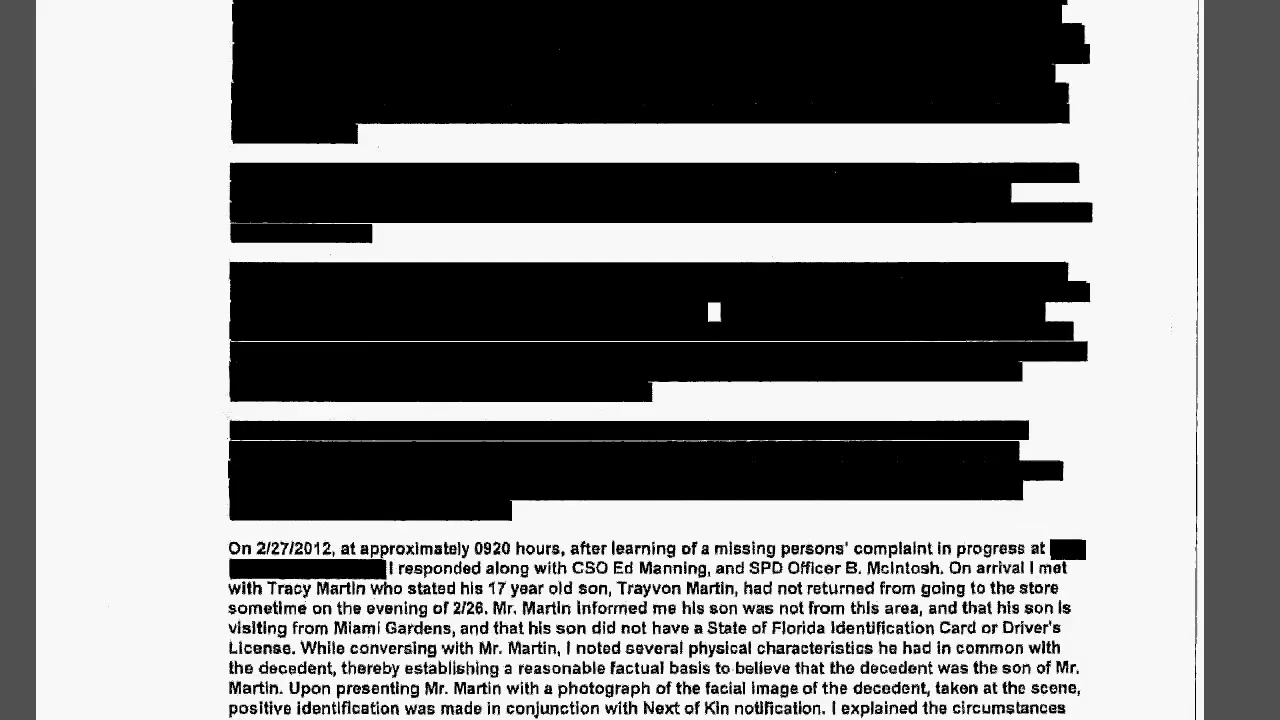 On 2/27/2012, at approximately 0920 hours, after learning of a missing persons' complaint in progress at
I responded along with CSO Ed Manning, and SPD Officer B. McIntosh. On arrival I met
with Tracy Martin who stated his 17 year old son, Trayvon Martin, had not returned from going to the store
sometime on the evening of 2/26. Mr. Martin informed me his son was not from this area, and that his son is
visiting from Miami Gardens, and that his son did not have a State of Florida Identification Card or Driver's
License. While conversing with Mr. Martin, I noted several physical characteristics he had in common with
the decedent, thereby establishing a reasonable factual basis to believe that the decedent was the son of Mr.
Martin. Upon presenting Mr. Martin with a photograph of the facial image of the decedent, taken at the scene,
positive identification was made in conjunction with Next of Kin notification. I explained the circumstances